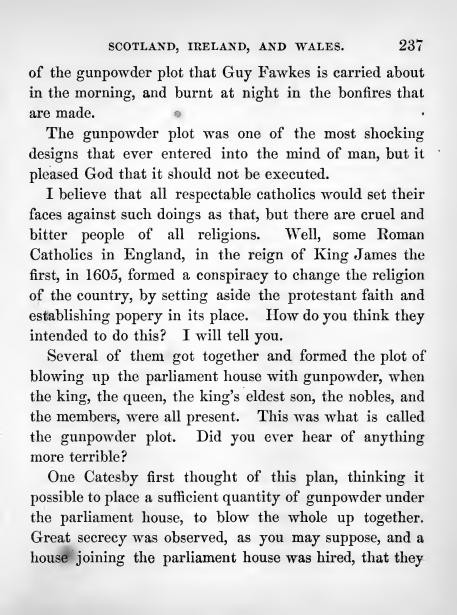 SCOTLAND, IRELAND, AND WALES. 237
of the gunpowder plot that Guy Fawkes is carried about
in the morning, and burnt at night in the bonfires that
are made.
The gunpowder plot was one of the most shocking
designs that ever entered into the mind of man, but it
pleased God that it should not be executed.
I believe that all respectable catholics would set their
faces against such doings as that, but there are cruel and
bitter people of all religions. Well, some Roman
Catholics in England, in the reign of King James the
first, in 1605, formed a conspiracy to change the religion
of the country, by setting aside the protestant faith and
establishing popery in its place. How do you think they
intended to do this? I will tell you.
Several of them got together and formed the plot of
blowing up the parliament house with gunpowder, when
the king, the queen, the king's eldest son, the nobles, and
the members, were all present. This was what is called
the gunpowder plot. Did you ever hear of anything
more terrible?
One Catesby first thought of this plan, thinking it
possible to place a sufficient quantity of gunpowder under
the parliament house, to blow the whole up together.
Great secrecy was observed, as you may suppose, and a
house joining the parliament house was hired, that they